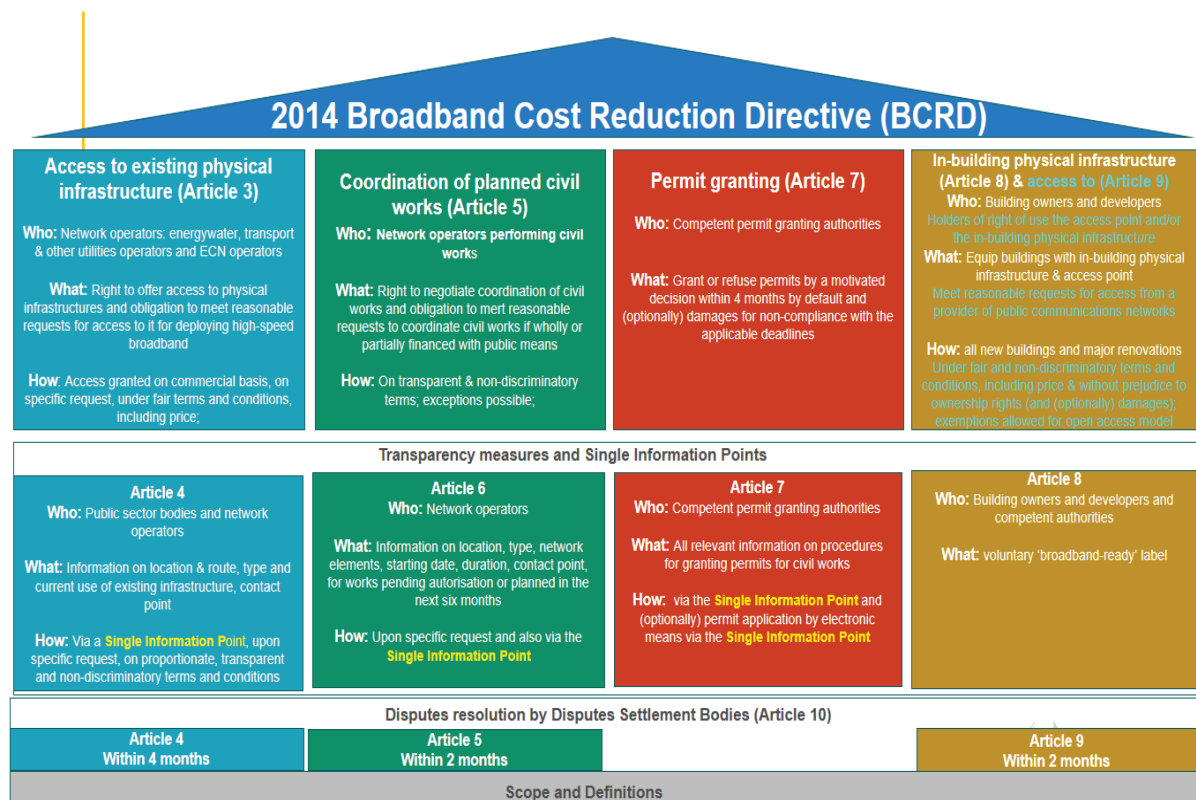 2014 Broadband Cost Reduction Directive (BCRD)
Access to existing physical
infrastructure (Article 3)
Who: Network operators: energywater, transport
& other utilities operators and ECN operators
What: Right to offer access to physical
infrastructures and obligation to meet reasonable
requests for access to it for deploying high-speed
broadband
How: Access granted on commercial basis, on
specific request, under fair terms and conditions,
including price;
Coordination of planned civil
works (Article 5)
Who: Network operators performing civil
works
What: Right to negotiate coordination of civil
works and obligation to mert reasonable
requests to coordinate civil works if wholly or
partially financed with public means
How: On transparent & non-discriminatory
terms; exceptions possible;
Permit granting (Article 7)
Who: Competent permit granting authorities
What: Grant or refuse permits by a motivated
decision within 4 months by default and
(optionally) damages for non-compliance with the
applicable deadlines
In-building physical infrastructure
(Article 8) & access to (Article 9)
Who: Building owners and developers
Holders of right of use the access point and/or
the in-building physical infrastructure
What: Equip buildings with in-building physical
infrastructure & access point
Meet reasonable requests for access from a
provider of public communications networks
How: all new buildings and major renovations
Under fair and non-discriminatory terms and
conditions, including price & without prejudice to
ownership rights (and (optionally) damages);
exemptions allowed for open access model
Transparency measures and Single Information Points
Article 4
Who: Public sector bodies and network
operators
What: Information on location & route, type and
current use of existing infrastructure, contact
point
How: Via a Single Information Point, upon
specific request, on proportionate, transparent
and non-discriminatory terms and conditions
Article 6
Who: Network operators
What: Information on location, type, network
elements, starting date, duration, contact point,
for works pending autorisation or planned in the
next six months
How: Upon specific request and also via the
Single Information Point
Article 7
Who: Competent permit granting authorities
What: All relevant information on procedures
for granting permits for civil works
How: via the Single Information Point and
(optionally) permit application by electronic
means via the Single Information Point
Article 8
Who: Building owners and developers and
competent authorities
What: voluntary ‘broadband-ready’ label
Disputes resolution by Disputes Settlement Bodies (Article 10)
Article 4
Within 4 months
Article 5
Within 2 months
Article 9
Within 2 months
Scope and Definitions